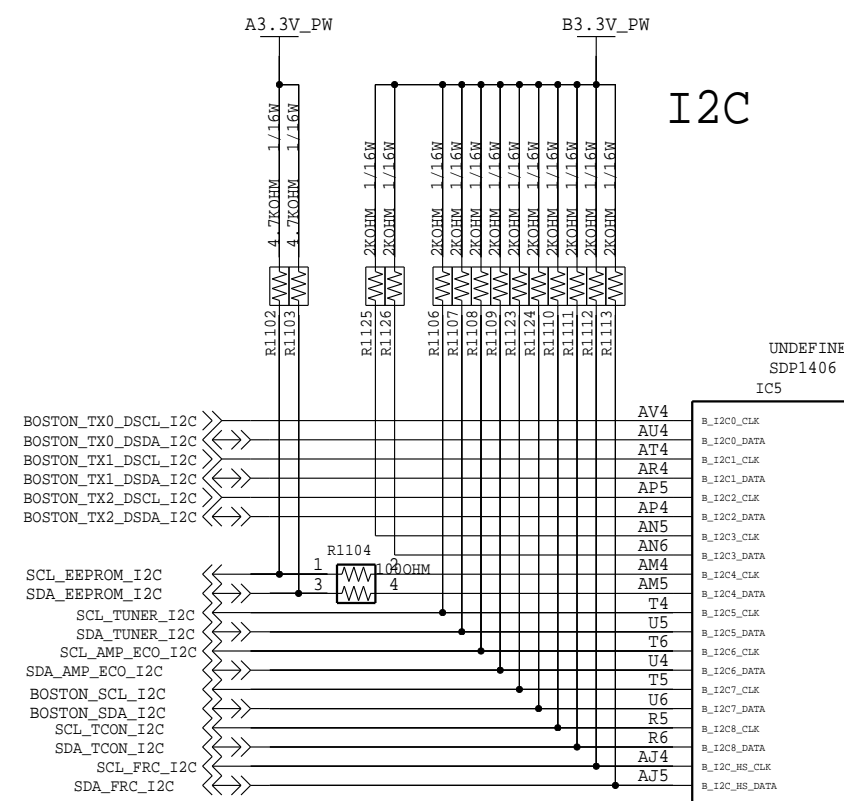 A3.3V_PW
B3.3V_PW
I2C
4.7KOHM 1/16W
4.7KOHM 1/16W
2KOHM 1/16W
2KOHM 1/16W
2KOHM 1/16W
2KOHM 1/16W
2KOHM 1/16W
2KOHM 1/16W
2KOHM 1/16W
2KOHM 1/16W
2KOHM 1/16W
2KOHM 1/16W
2KOHM 1/16W
2KOHM 1/16W
R1102
R1103
R1125
R1126
R1106
R1107
R1108
R1109
R1123
R1124
R1110
R1111
R1112
R1113
UNDEFINE
SDP1406
IC5
BOSTON_TX0_DSCL_I2C AV4 B_I2C0_CLK
BOSTON_TX0_DSDA_I2C AU4 B_I2C0_DATA
BOSTON_TX1_DSCL_I2C AT4 B_I2C1_CLK
BOSTON_TX1_DSDA_I2C AR4 B_I2C1_DATA
BOSTON_TX2_DSCL_I2C AP5 B_I2C2_CLK
BOSTON_TX2_DSDA_I2C AP4 B_I2C2_DATA
AN5 B_I2C3_CLK
R1104 AN6 B_I2C3_DATA
SCL_EEPROM_I2C 1 2 100OHM AM4 B_I2C4_CLK
SDA_EEPROM_I2C 3 4 AM5 B_I2C4_DATA
SCL_TUNER_I2C T4 B_I2C5_CLK
SDA_TUNER_I2C U5 B_I2C5_DATA
SCL_AMP_ECO_I2C T6 B_I2C6_CLK
SDA_AMP_ECO_I2C U4 B_I2C6_DATA
BOSTON_SCL_I2C T5 B_I2C7_CLK
BOSTON_SDA_I2C U6 B_I2C7_DATA
SCL_TCON_I2C R5 B_I2C8_CLK
SDA_TCON_I2C R6 B_I2C8_DATA
SCL_FRC_I2C AJ4 B_I2C_HS_CLK
SDA_FRC_I2C AJ5 B_I2C_HS_DATA